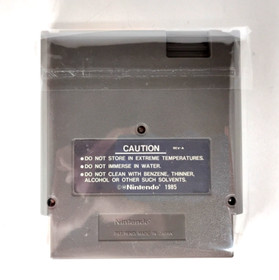 CAUTION REV-A
•DO NOT STORE IN EXTREME TEMPERATURES.
•DO NOT IMMERSE IN WATER.
•DO NOT CLEAN WITH BENZENE, THINNER,
ALCOHOL OR OTHER SUCH SOLVENTS.
©®Nintendo 1985
Nintendo